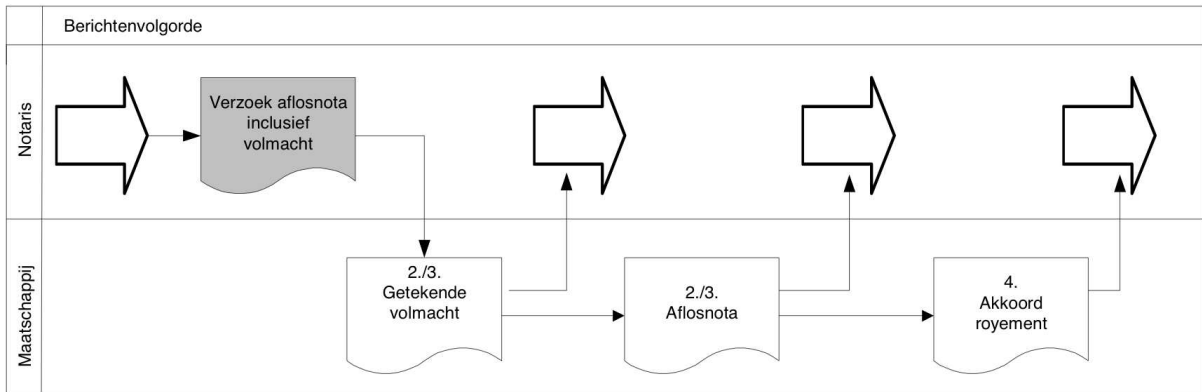 Berichtenvolgorde
Notaris
Verzoek aflosnota
inclusief
volmacht
Maatschappij
2./3.
Getekende
volmacht
2./3.
Aflosnota
4.
Akkoord
royement